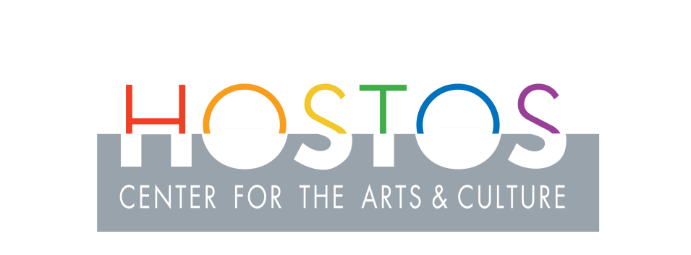 HOSTOS
CENTER FOR THE ARTS & CULTURE